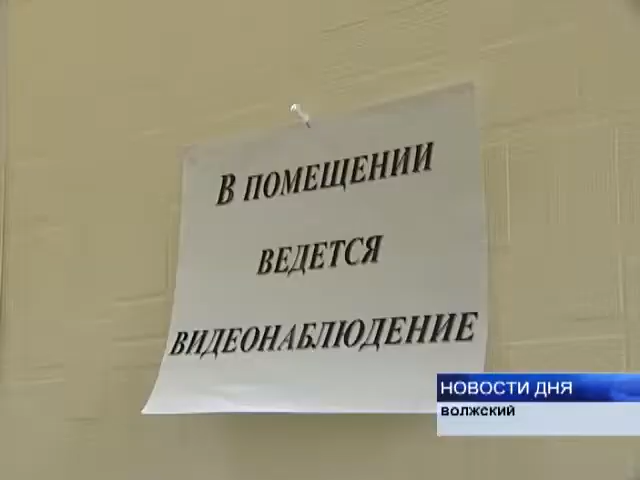 В ПОМЕЩЕНИИ
ВЕДЕТСЯ
ВИДЕОНАБЛЮДЕНИЕ
НОВОСТИ ДНЯ
ВОЛЖСКИЙ